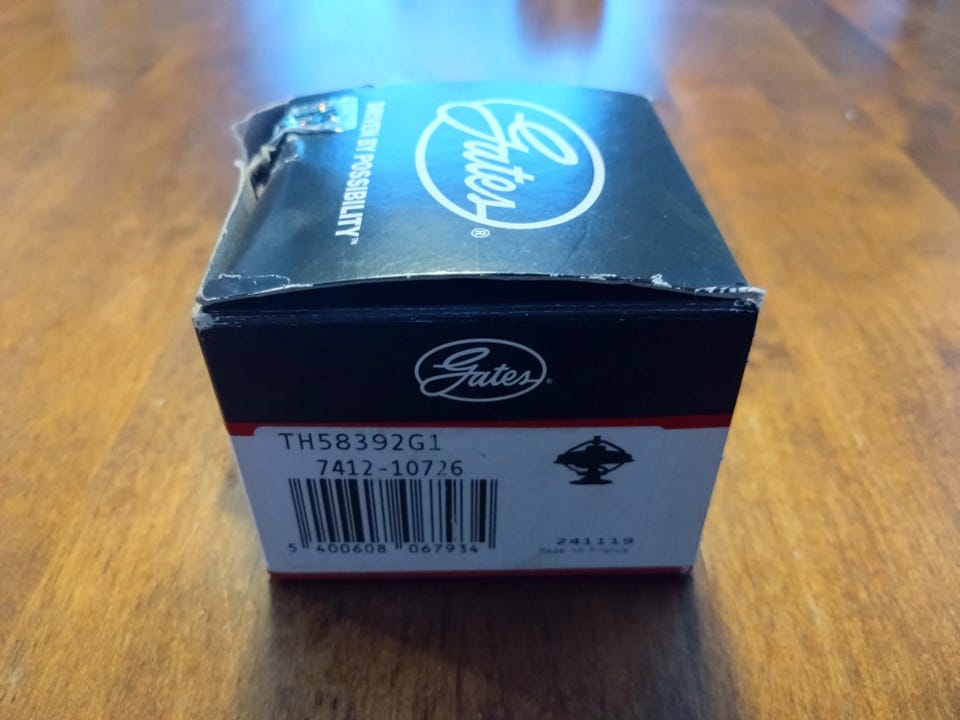 Gates®
DRIVEN BY POSSIBILITY™
Gates®
TH58392G1
7412-10726
5 400608 067934
241119
Made in France